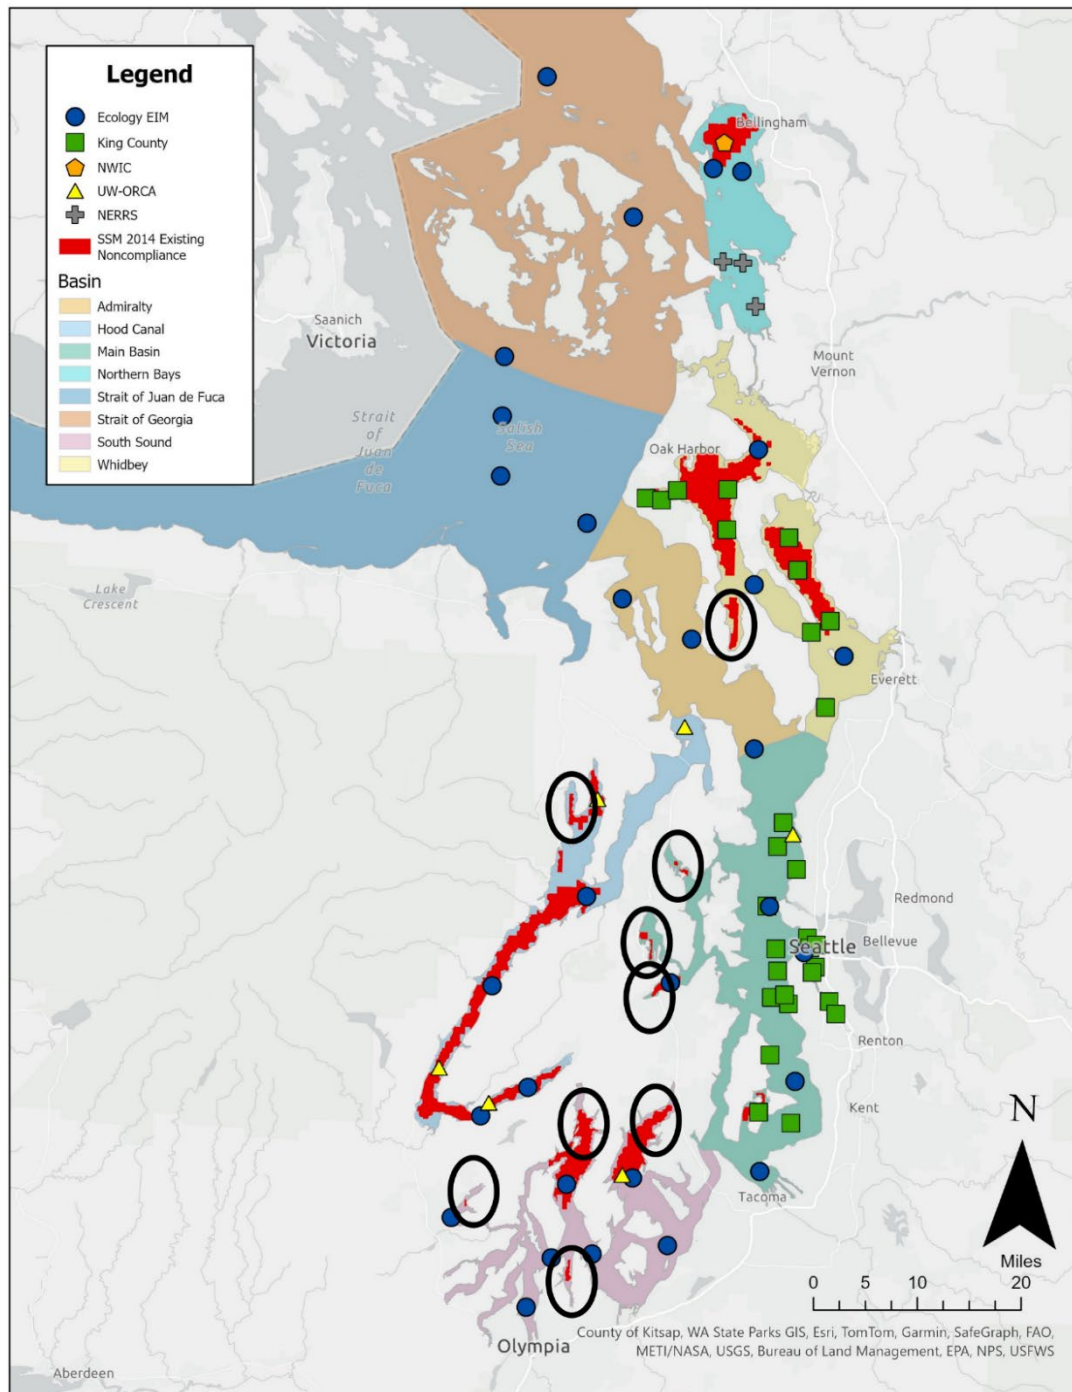 Legend
Ecology EIM
King County
NWIC
UW-ORCA
NERRS
SSM 2014 Existing
Noncompliance
Basin
Admiralty
Hood Canal
Main Basin
Northern Bays
Strait of Juan de Fuca
Strait of Georgia
South Sound
Whidbey
Bellingham
Saanich
Victoria
Mount
Vernon
Strait
of
Juan
de
Fuca
Salish
Sea
Oak Harbor
Lake
Crescent
Everett
Redmond
Seattle
Bellevue
Renton
Kent
Tacoma
Olympia
Aberdeen
N
Miles
0 5 10 20
County of Kitsap, WA State Parks GIS, Esri, TomTom, Garmin, SafeGraph, FAO,
METI/NASA, USGS, Bureau of Land Management, EPA, NPS, USFWS